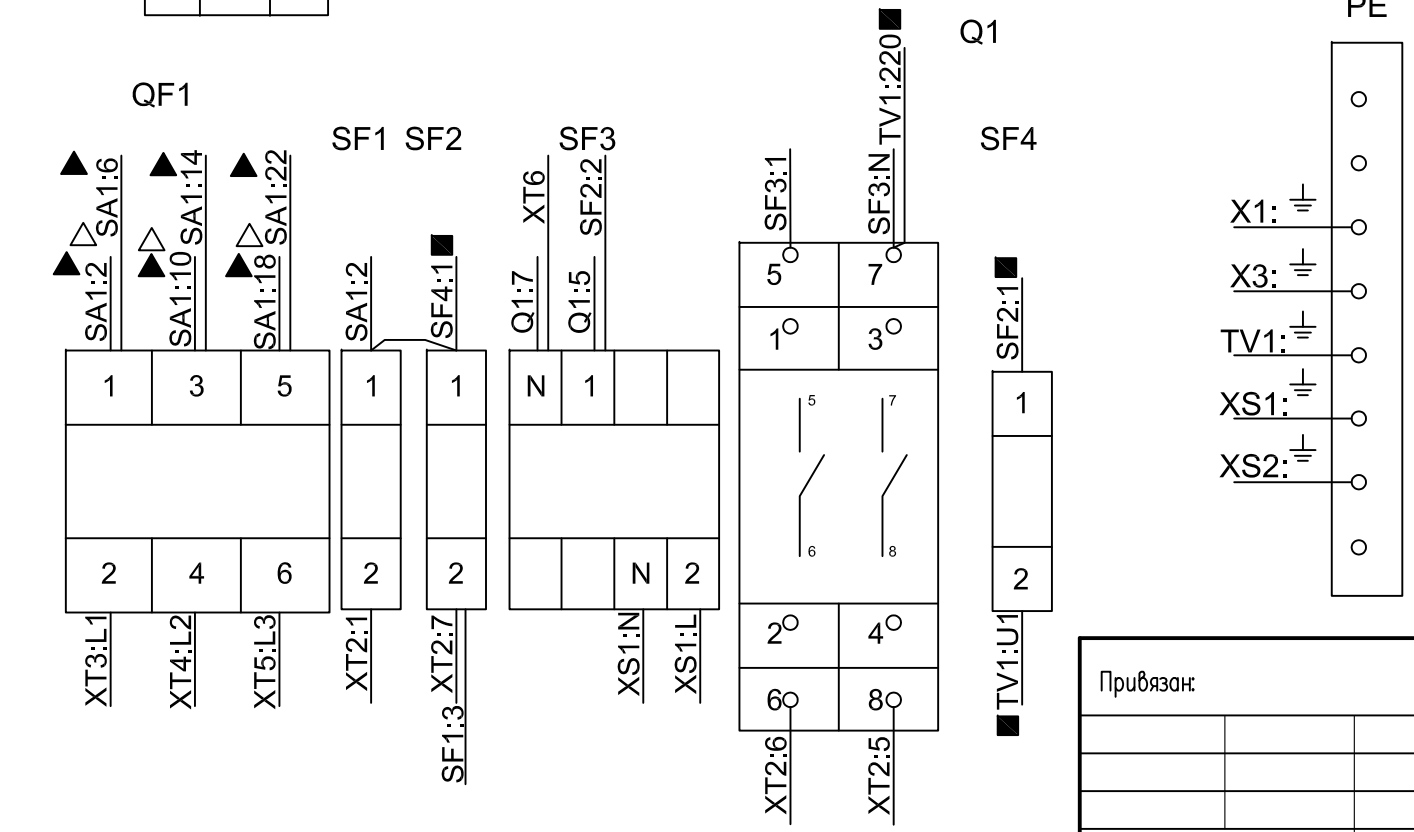 PE
Q1
QF1
SF1 SF2
SF3
SF4
SA1:6
SA1:14
SA1:22
SA1:2
SA1:10
SA1:18
SA1:2
SF4:1
XT6
SF2:2
Q1:7
Q1:5
SF3:1
SF3:N
TV1:220
SF2:1
1 3 5
1
1
N 1
5 7
1 3
1
5 7
6 8
2 4 6
2
2
N 2
2 4
6 8
2
XT3:L1
XT4:L2
XT5:L3
XT2:1
XT2:7
SF1:3
XS1:N
XS1:L
XT2:6
XT2:5
TV1:U1
X1:
X3:
TV1:
XS1:
XS2:
Привязан: